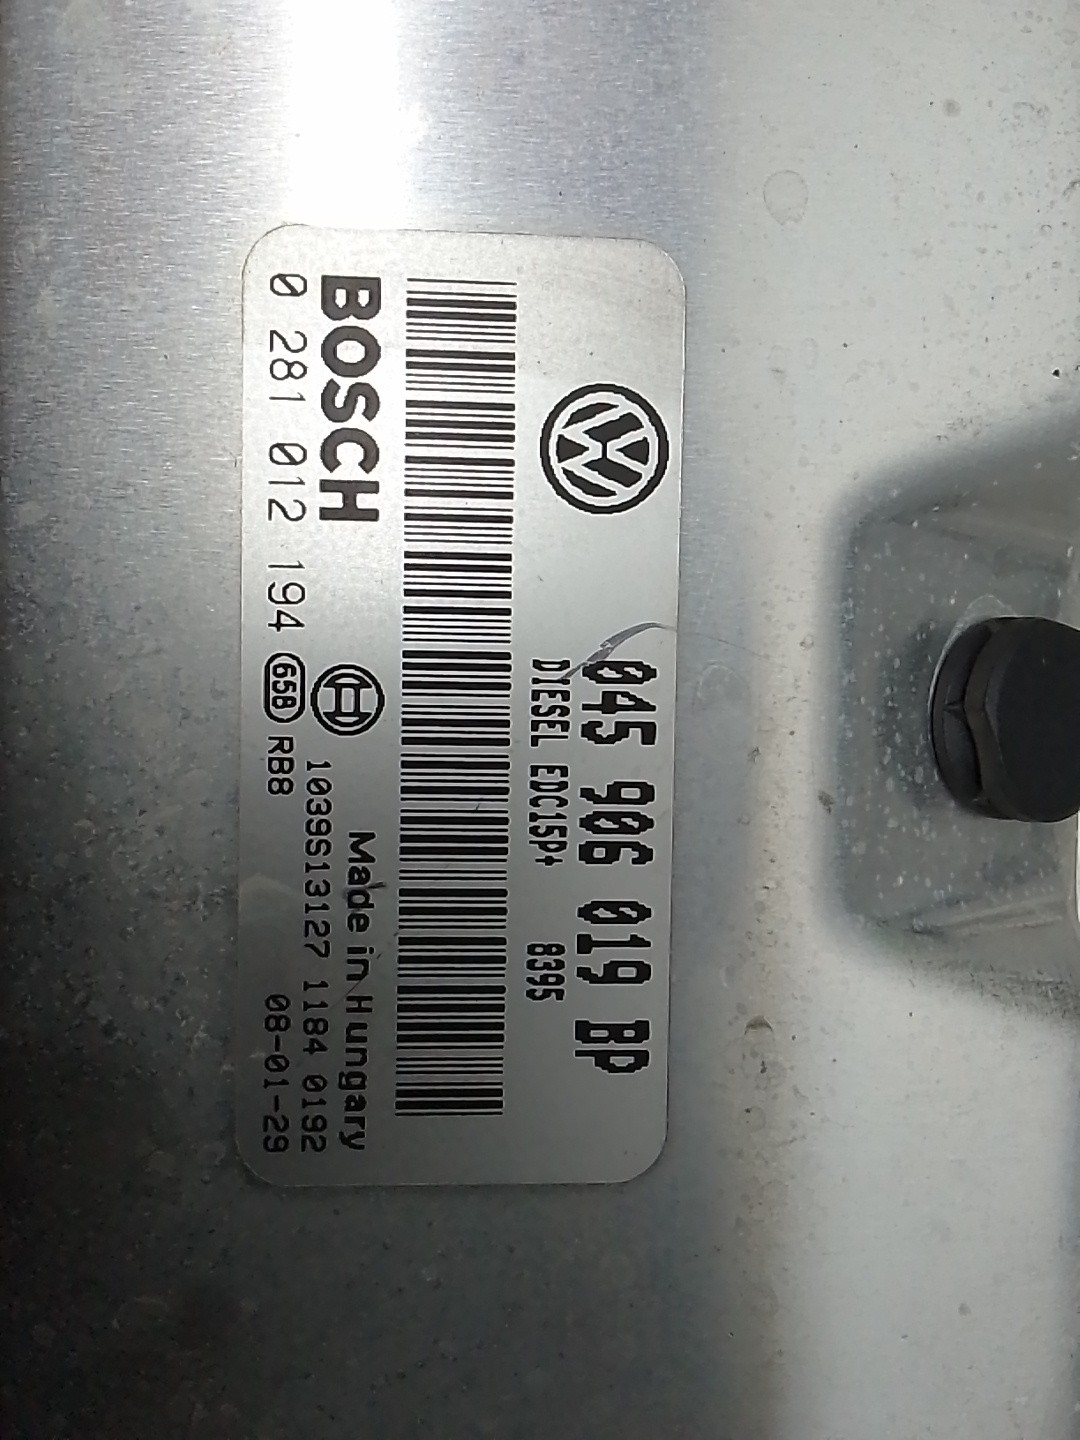 045 906 019 BP
DIESEL EDC15P+ 8395
BOSCH
Made in Hungary
0 281 012 194
1039S13127 1184 0192
65B RB8 08-01-29